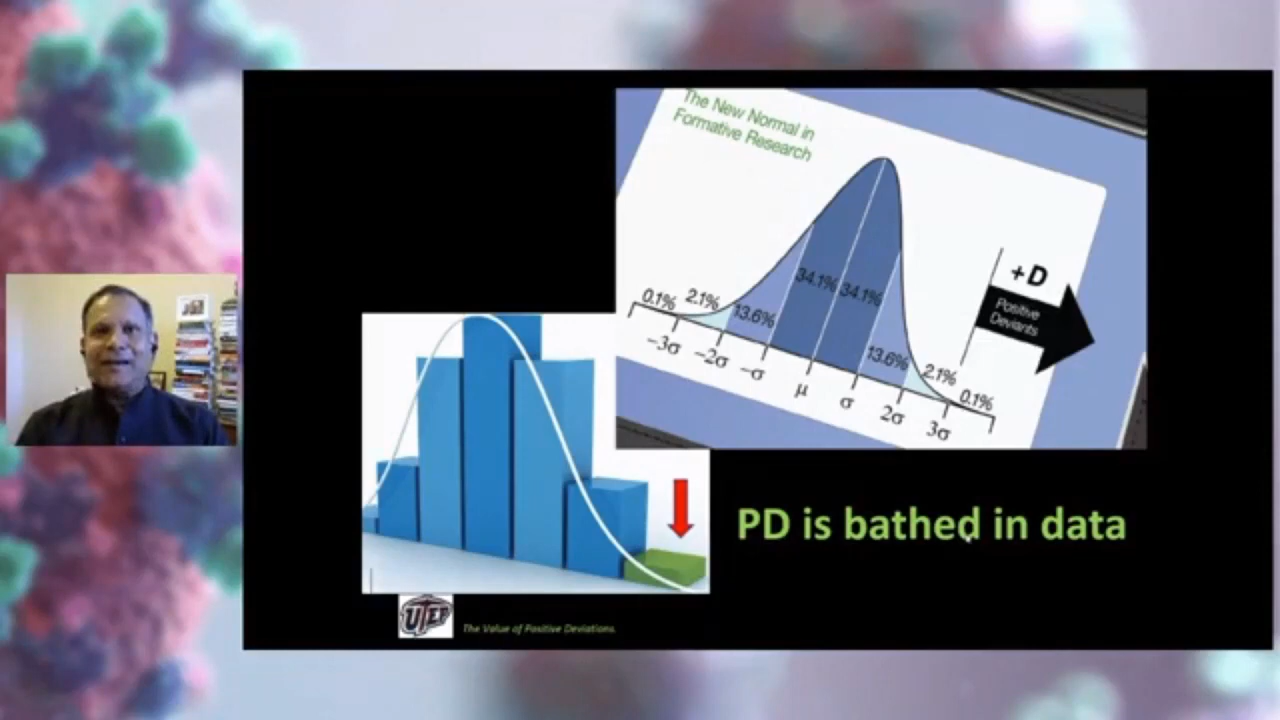 The New Normal in
Formative Research
+D
Positive
Deviants
0.1%
2.1%
13.6%
34.1%
34.1%
13.6%
2.1%
0.1%
−3σ
−2σ
−σ
μ
σ
2σ
3σ
PD is bathed in data
UTEP
The Value of Positive Deviations.